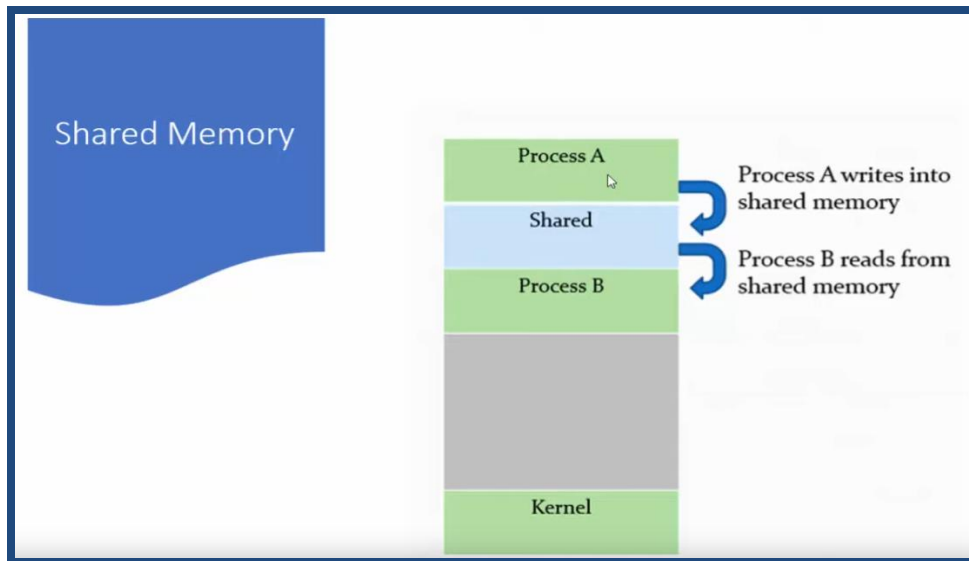 Shared Memory
Process A
Process A writes into
shared memory
Shared
Process B reads from
shared memory
Process B
Kernel